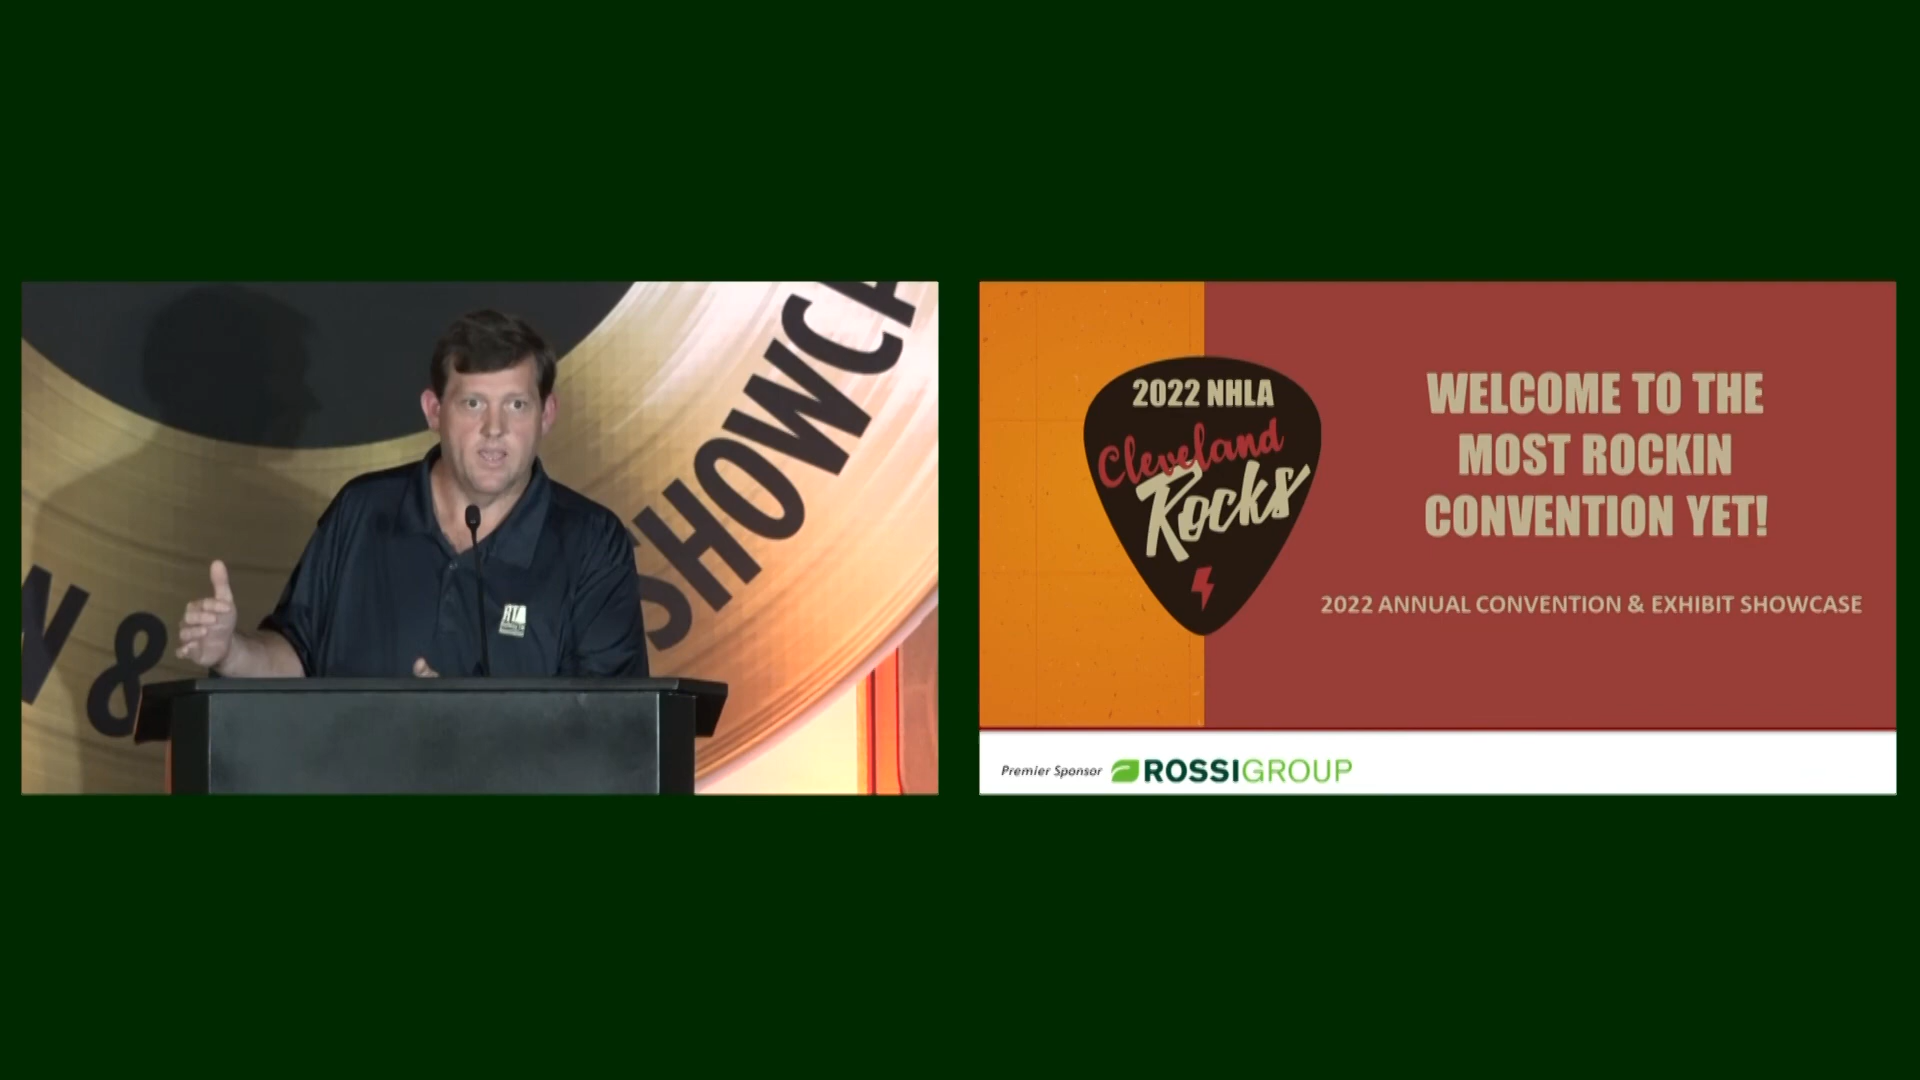 N &
SHOWC
RTA
2022 NHLA
Cleveland
Rocks
WELCOME TO THE
MOST ROCKIN
CONVENTION YET!
2022 ANNUAL CONVENTION & EXHIBIT SHOWCASE
Premier Sponsor ROSSIGROUP